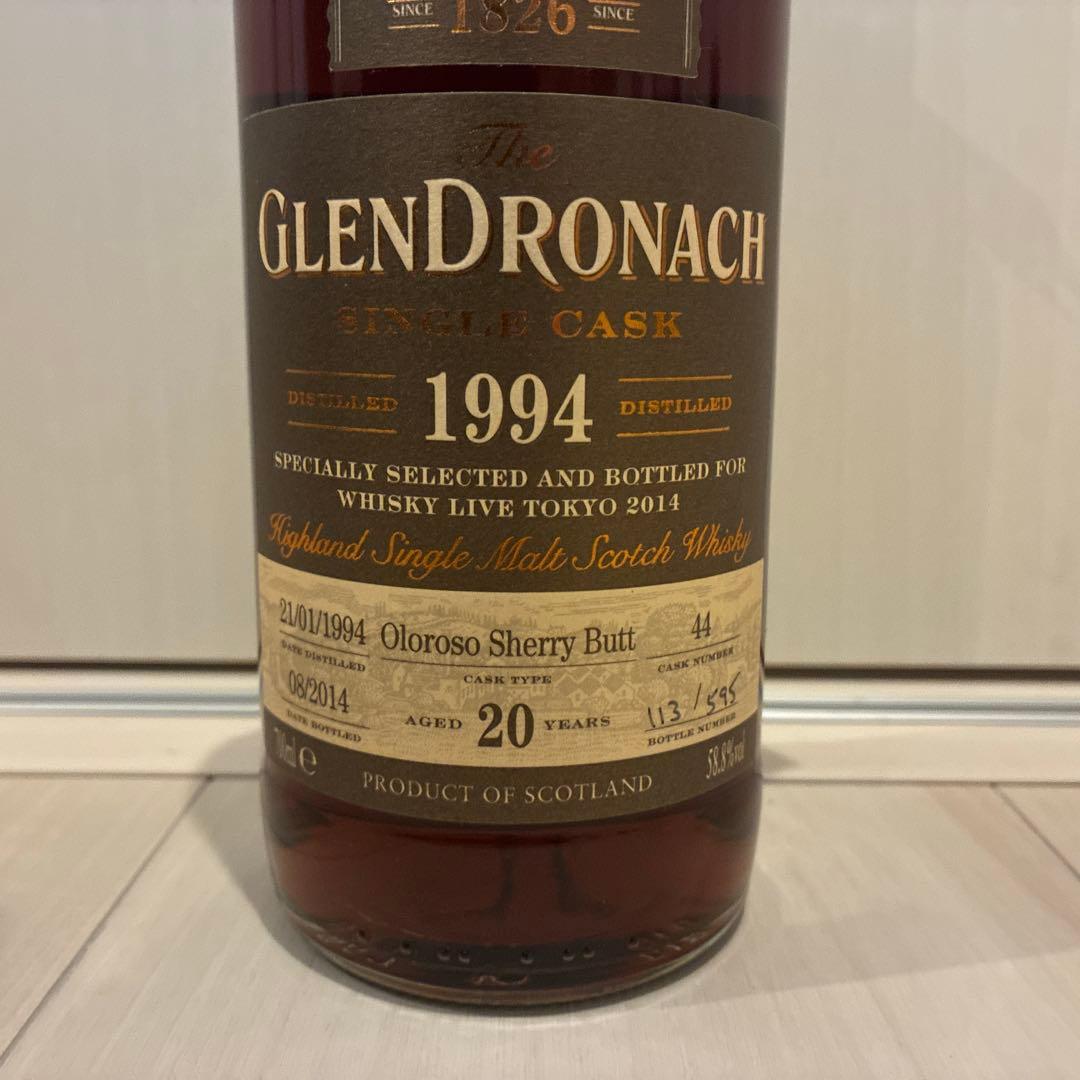 SINCE 1826 SINCE
The
GLENDRONACH
SINGLE CASK
DISTILLED 1994 DISTILLED
SPECIALLY SELECTED AND BOTTLED FOR
WHISKY LIVE TOKYO 2014
Highland Single Malt Scotch Whisky
21/01/1994 Oloroso Sherry Butt 44
DATE DISTILLED CASK TYPE CASK NUMBER
08/2014 AGED 20 YEARS 113/595
DATE BOTTLED BOTTLE NUMBER
700ml e 58.8%vol
PRODUCT OF SCOTLAND